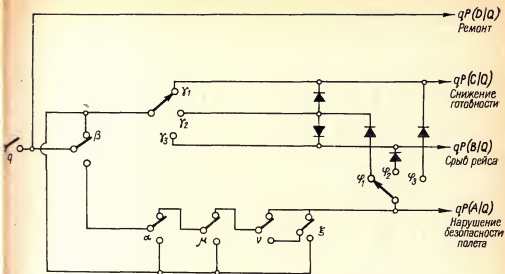 qP(D|Q)
Ремонт
γ₁
qP(C|Q)
Снижение
готовности
γ₂
β
γ₃
qP(B|Q)
Срыв рейса
q
φ₁
φ₂
φ₃
qP(A|Q)
Нарушение
безопасности
полета
α
μ
ν
ξ